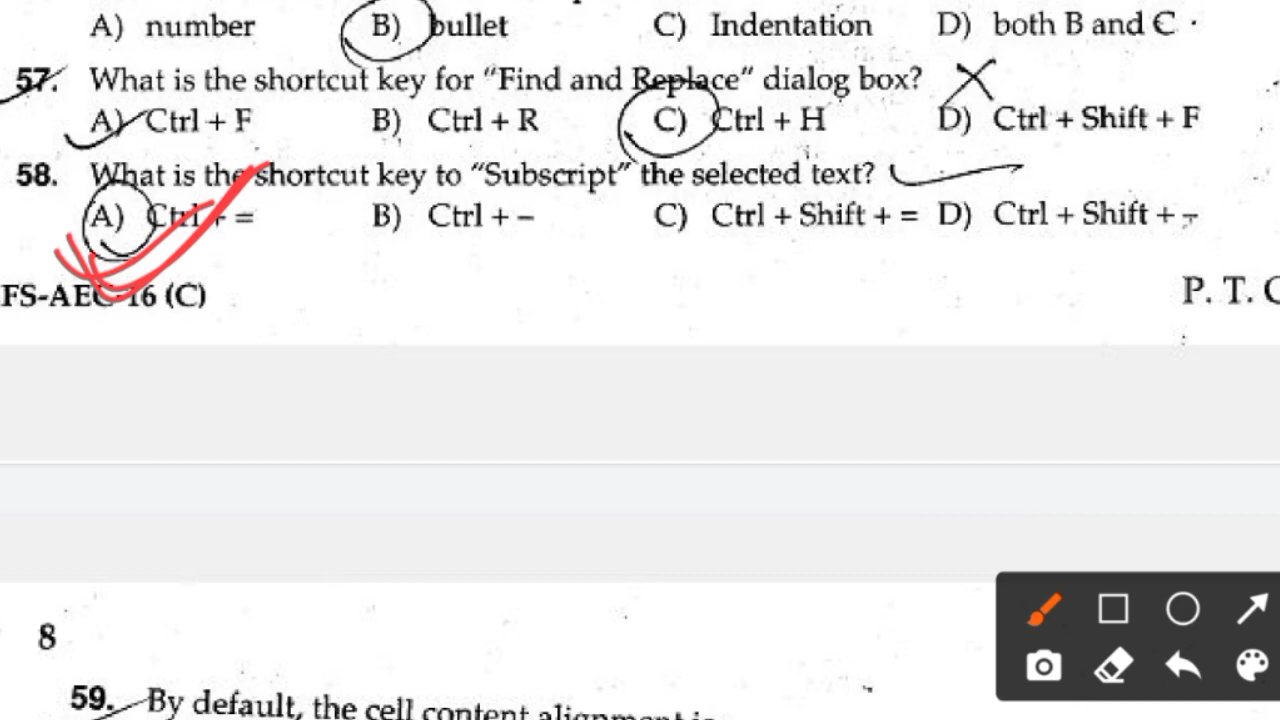 A) number B) bullet C) Indentation D) both B and C
57. What is the shortcut key for “Find and Replace” dialog box?
A) Ctrl + F B) Ctrl + R C) Ctrl + H D) Ctrl + Shift + F
58. What is the shortcut key to “Subscript” the selected text?
A) Ctrl + = B) Ctrl + – C) Ctrl + Shift + = D) Ctrl + Shift + -
FS-AEC-16 (C)
P. T. O
8
59. By default, the cell content alignment is